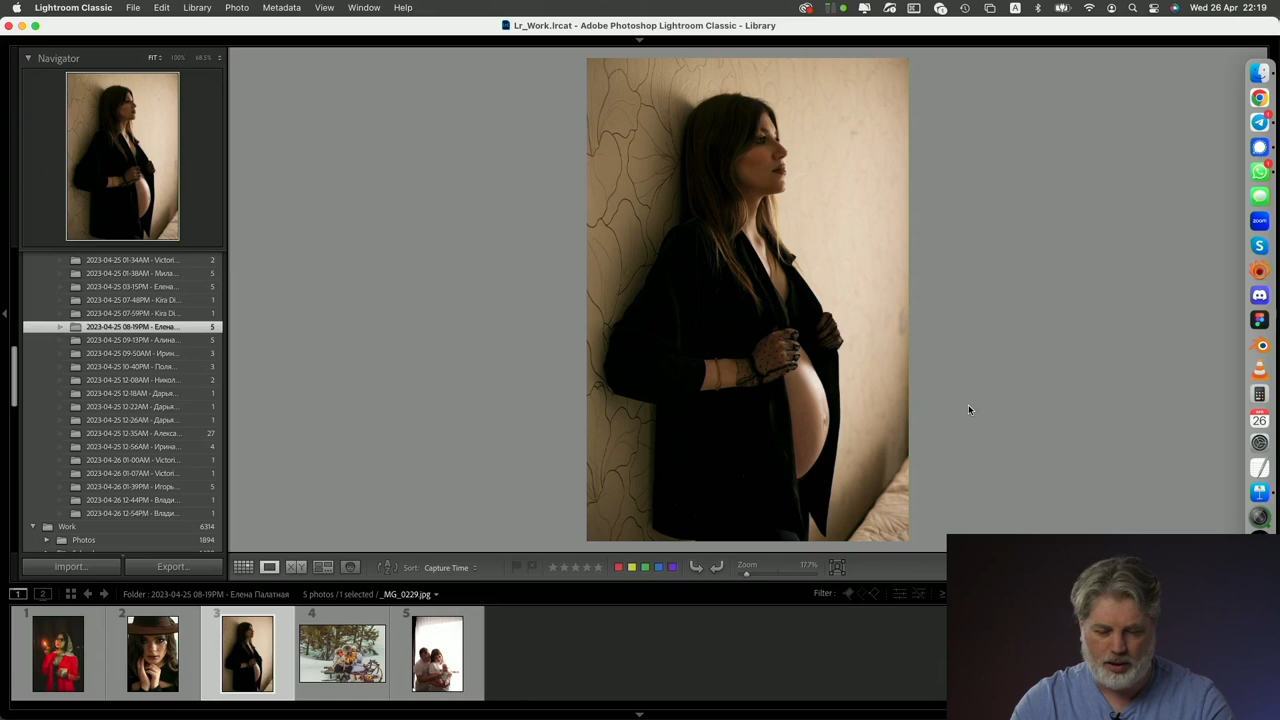 Lightroom Classic File Edit Library Photo Metadata View Window Help A Wed 26 Apr 22:19
Lr_Work.lrcat - Adobe Photoshop Lightroom Classic - Library
Navigator FIT 100% 68.5%
2023-04-25 01-34AM - Victori... 2
2023-04-25 01-38AM - Мила... 5
2023-04-25 03-15PM - Елена... 5
2023-04-25 07-48PM - Kira Di... 1
2023-04-25 07-59PM - Kira Di... 1
2023-04-25 08-19PM - Елена... 5
2023-04-25 09-13PM - Алина... 5
2023-04-25 09-50AM - Ирин... 3
2023-04-25 10-40PM - Поля... 3
2023-04-25 12-08AM - Никол... 2
2023-04-25 12-18AM - Дарья... 1
2023-04-25 12-22AM - Дарья... 1
2023-04-25 12-26AM - Дарья... 1
2023-04-25 12-35AM - Алекса... 27
2023-04-25 12-56AM - Ирина... 4
2023-04-26 01-00AM - Victori... 1
2023-04-26 01-07AM - Victori... 1
2023-04-26 01-39PM - Игорь... 5
2023-04-26 12-44PM - Влади... 1
2023-04-26 12-54PM - Влади... 1
Work 6314
Photos 1894
Import... Export...
XY Sort: Capture Time Zoom 17.7%
1 2 Folder : 2023-04-25 08-19PM - Елена Палатная 5 photos / 1 selected / _MG_0229.jpg Filter :
1 2 3 4 5
zoom
26